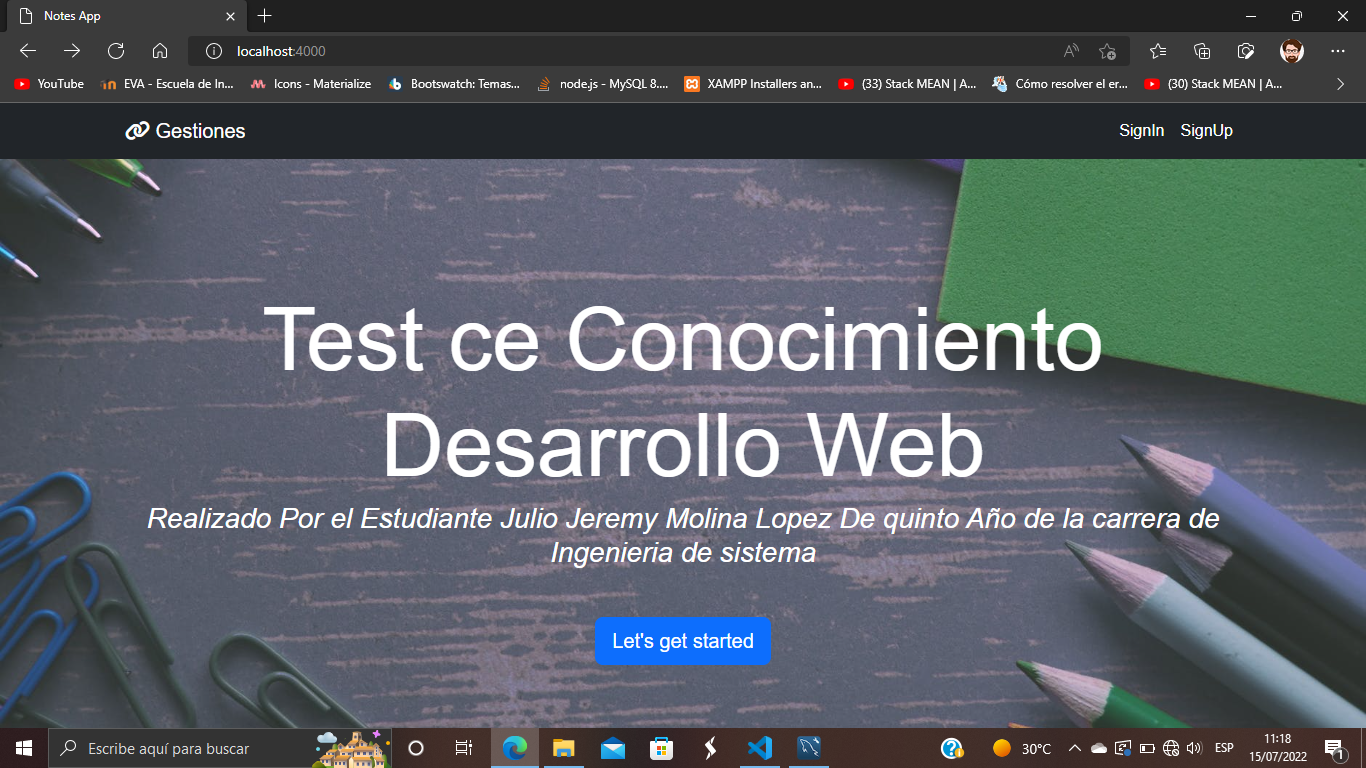 Notes App
localhost:4000
YouTube
EVA - Escuela de In...
Icons - Materialize
Bootswatch: Temas...
node.js - MySQL 8....
XAMPP Installers an...
(33) Stack MEAN | A...
Cómo resolver el er...
(30) Stack MEAN | A...
Gestiones
SignIn
SignUp
Test ce Conocimiento
Desarrollo Web
Realizado Por el Estudiante Julio Jeremy Molina Lopez De quinto Año de la carrera de
Ingenieria de sistema
Let's get started
Escribe aquí para buscar
30°C
ESP
11:18
15/07/2022
1